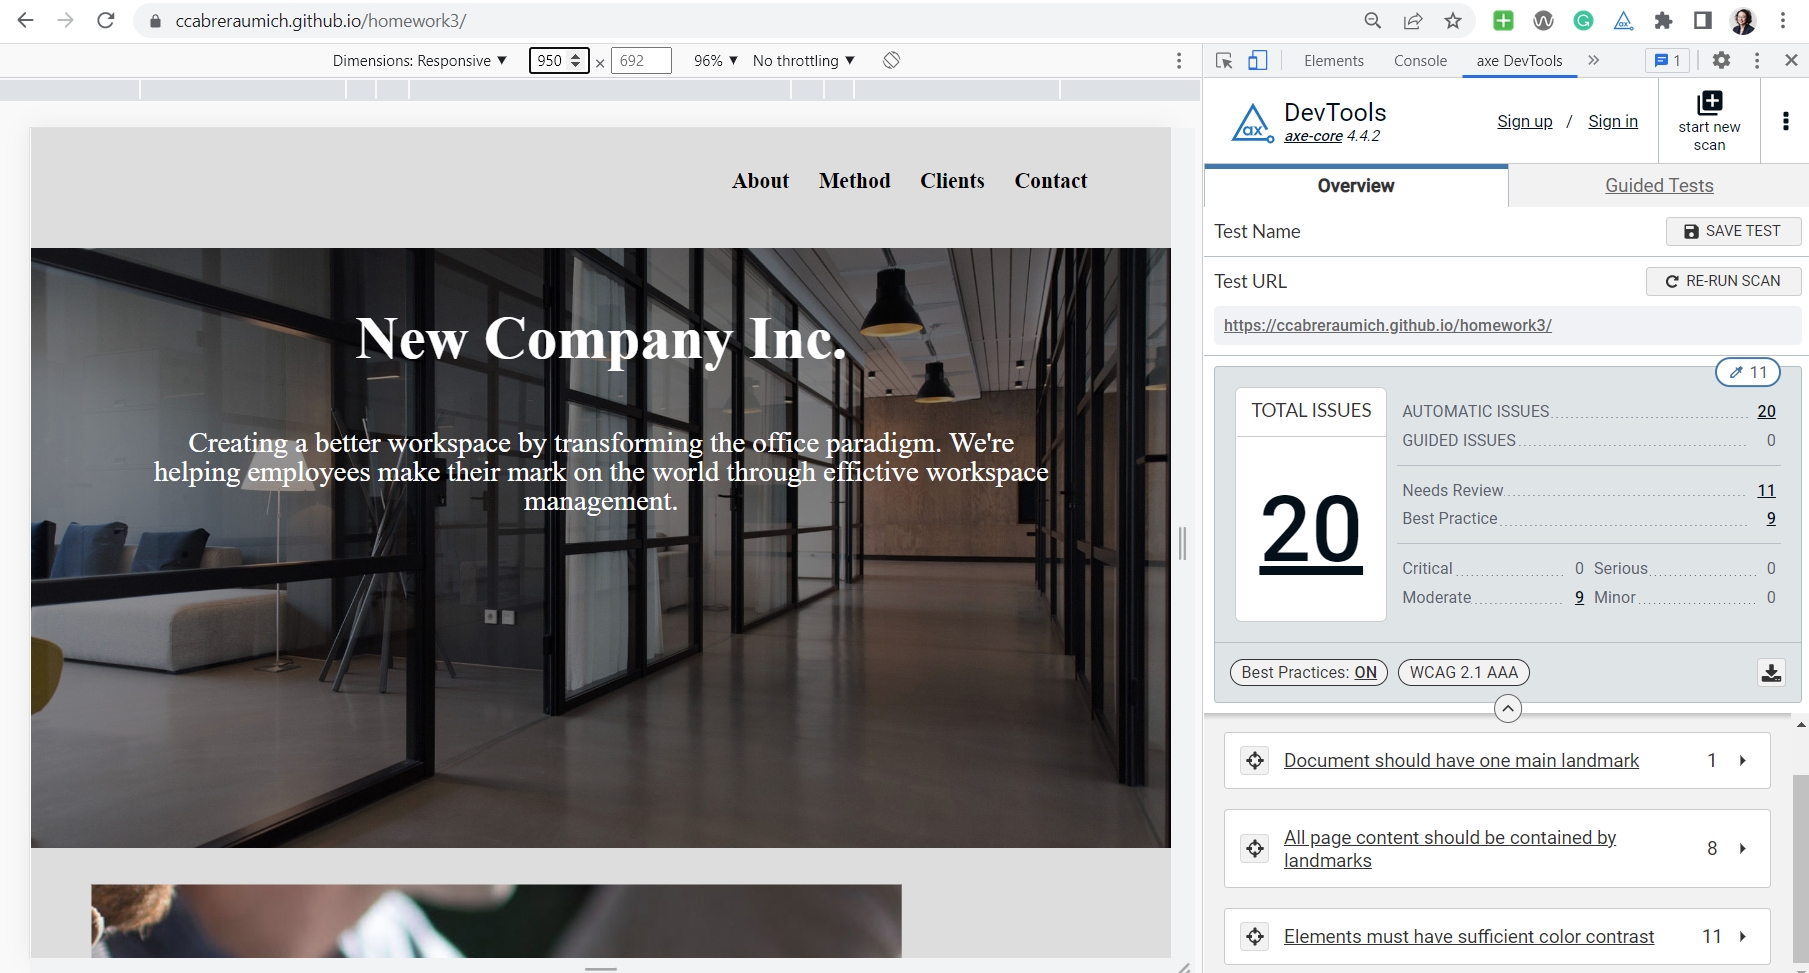 ccabreraumich.github.io/homework3/
Dimensions: Responsive ▼ 950 × 692 96% ▼ No throttling ▼
Elements Console axe DevTools » 1
About Method Clients Contact
New Company Inc.
Creating a better workspace by transforming the office paradigm. We're
helping employees make their mark on the world through effictive workspace
management.
ax
DevTools
axe-core 4.4.2
Sign up / Sign in
start new
scan
Overview Guided Tests
Test Name SAVE TEST
Test URL RE-RUN SCAN
https://ccabreraumich.github.io/homework3/
11
TOTAL ISSUES
20
AUTOMATIC ISSUES 20
GUIDED ISSUES 0
Needs Review 11
Best Practice 9
Critical 0 Serious 0
Moderate 9 Minor 0
Best Practices: ON WCAG 2.1 AAA
Document should have one main landmark 1
All page content should be contained by
landmarks 8
Elements must have sufficient color contrast 11